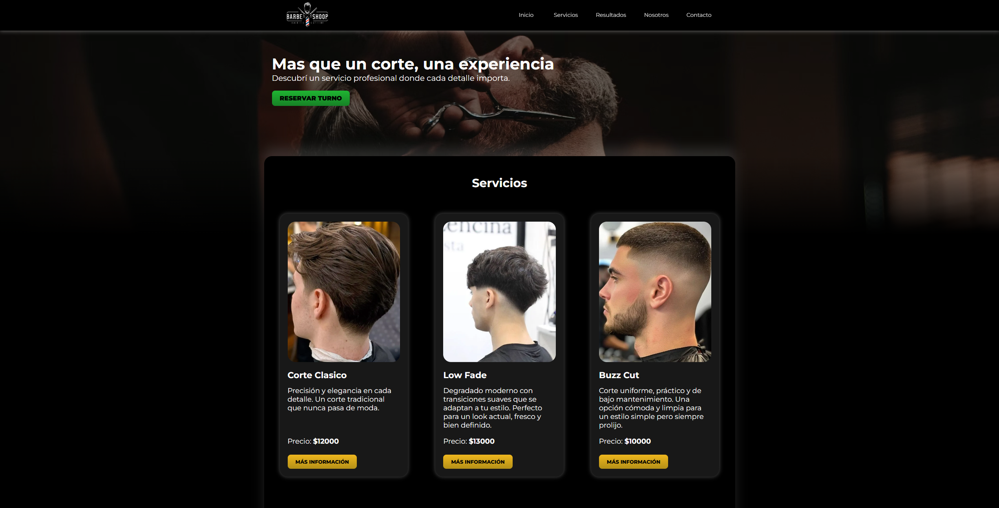 BARBE SHOOP
Inicio
Servicios
Resultados
Nosotros
Contacto
Mas que un corte, una experiencia
Descubrí un servicio profesional donde cada detalle importa.
RESERVAR TURNO
Servicios
encina
sta
Corte Clasico
Precisión y elegancia en cada
detalle. Un corte tradicional
que nunca pasa de moda.
Precio: $12000
MÁS INFORMACIÓN
Low Fade
Degradado moderno con
transiciones suaves que se
adaptan a tu estilo. Perfecto
para un look actual, fresco y
bien definido.
Precio: $13000
MÁS INFORMACIÓN
Buzz Cut
Corte uniforme, práctico y de
bajo mantenimiento. Una
opción cómoda y limpia para
un estilo simple pero siempre
prolijo.
Precio: $10000
MÁS INFORMACIÓN